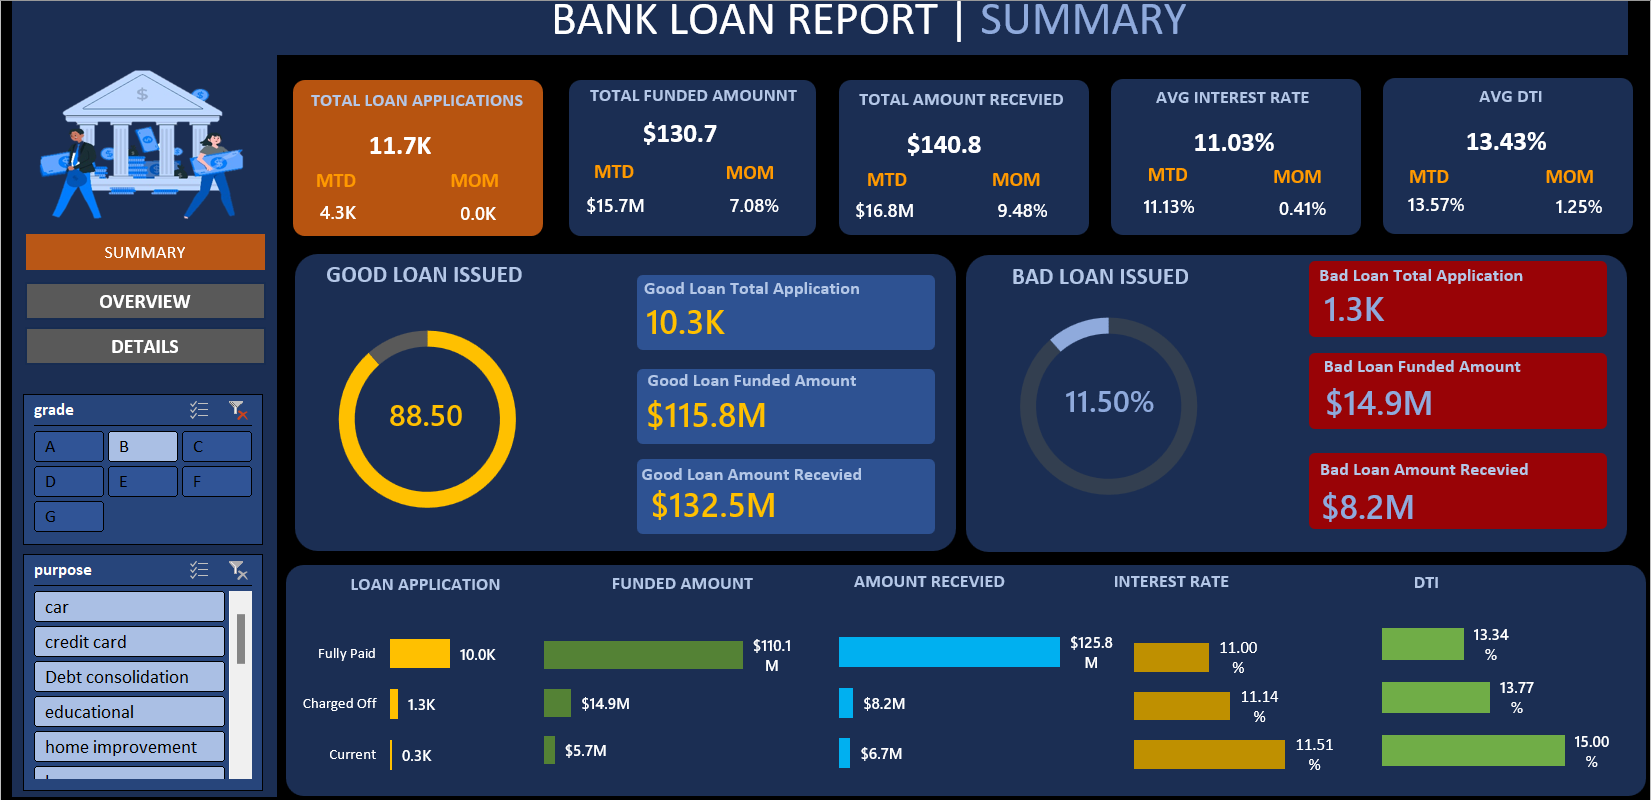 BANK LOAN REPORT | SUMMARY
$
$
TOTAL LOAN APPLICATIONS
11.7K
MTD MOM
4.3K 0.0K
TOTAL FUNDED AMOUNNT
$130.7
MTD MOM
$15.7M 7.08%
TOTAL AMOUNT RECEVIED
$140.8
MTD MOM
$16.8M 9.48%
AVG INTEREST RATE
11.03%
MTD MOM
11.13% 0.41%
AVG DTI
13.43%
MTD MOM
13.57% 1.25%
SUMMARY
OVERVIEW
DETAILS
grade
A B C
D E F
G
purpose
car
credit card
Debt consolidation
educational
home improvement
GOOD LOAN ISSUED
88.50
Good Loan Total Application
10.3K
Good Loan Funded Amount
$115.8M
Good Loan Amount Recevied
$132.5M
BAD LOAN ISSUED
11.50%
Bad Loan Total Application
1.3K
Bad Loan Funded Amount
$14.9M
Bad Loan Amount Recevied
$8.2M
LOAN APPLICATION
Fully Paid 10.0K
Charged Off 1.3K
Current 0.3K
FUNDED AMOUNT
$110.1
M
$14.9M
$5.7M
AMOUNT RECEVIED
$125.8
M
$8.2M
$6.7M
INTEREST RATE
11.00
%
11.14
%
11.51
%
DTI
13.34
%
13.77
%
15.00
%